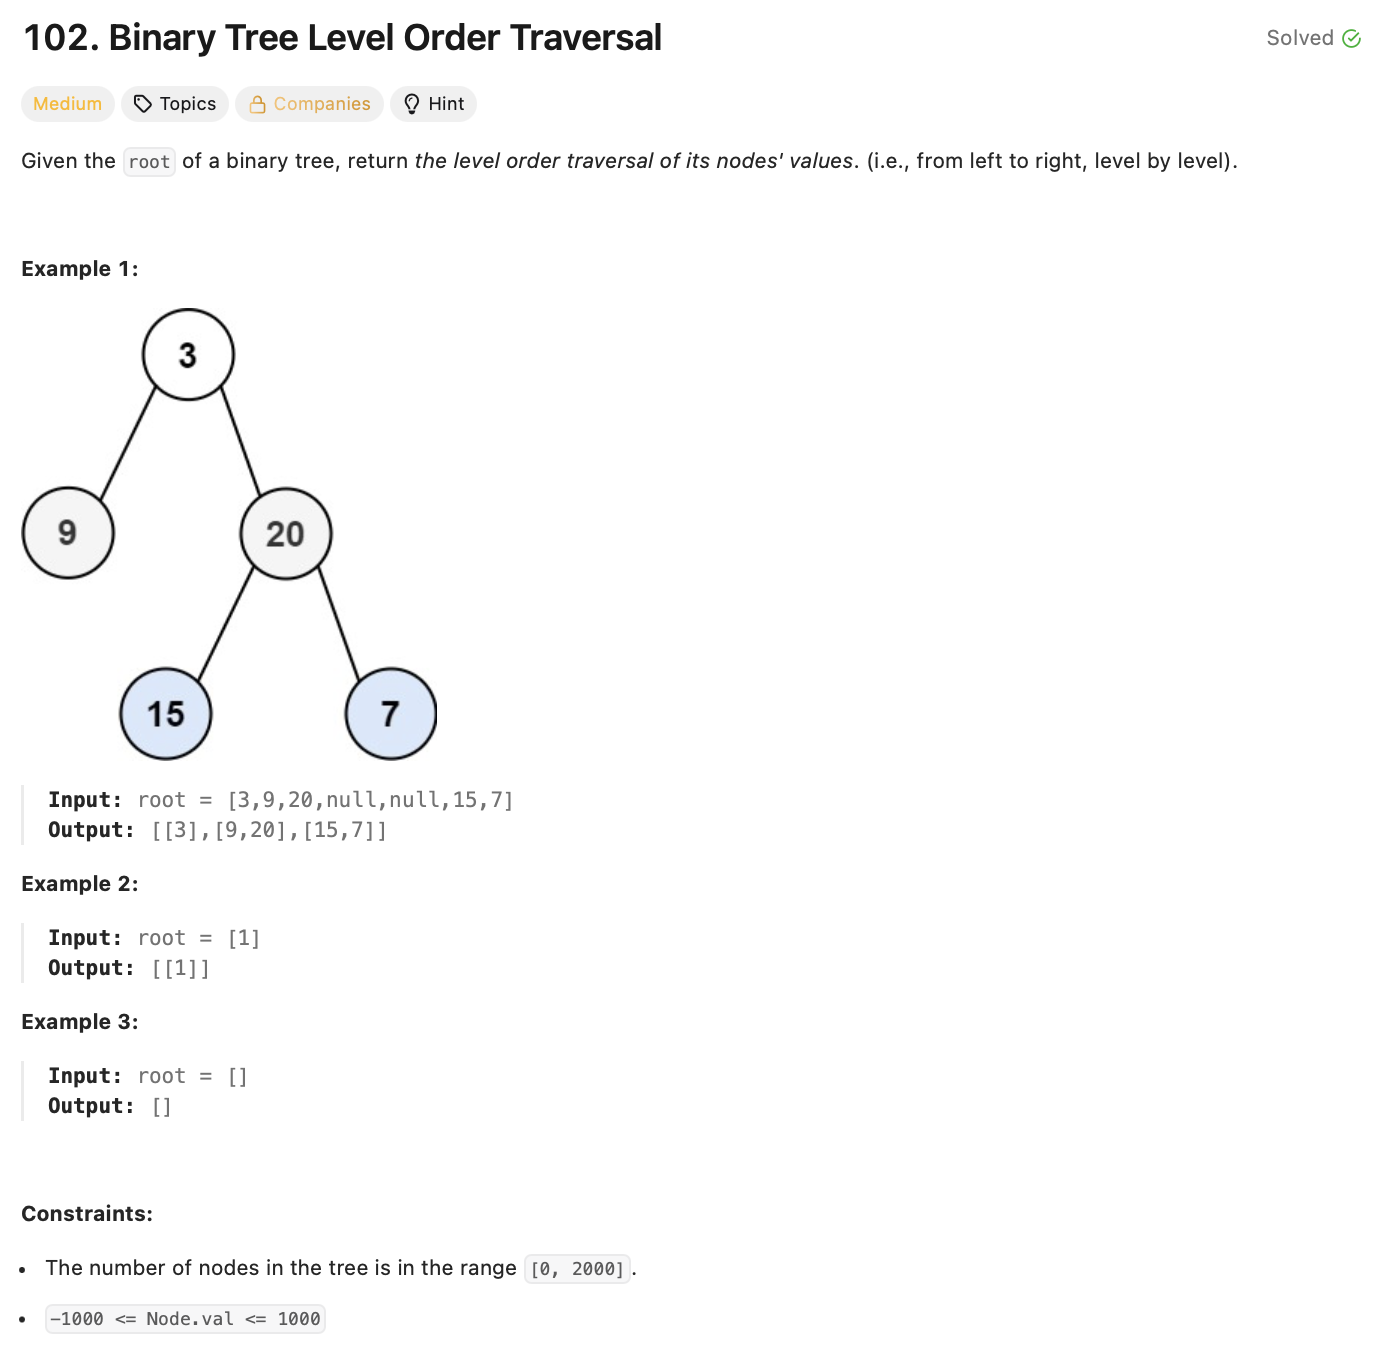 102. Binary Tree Level Order Traversal
Solved
Medium Topics Companies Hint
Given the root of a binary tree, return the level order traversal of its nodes' values. (i.e., from left to right, level by level).
Example 1:
3
9 20
15 7
Input: root = [3,9,20,null,null,15,7]
Output: [[3],[9,20],[15,7]]
Example 2:
Input: root = [1]
Output: [[1]]
Example 3:
Input: root = []
Output: []
Constraints:
• The number of nodes in the tree is in the range [0, 2000].
• -1000 <= Node.val <= 1000